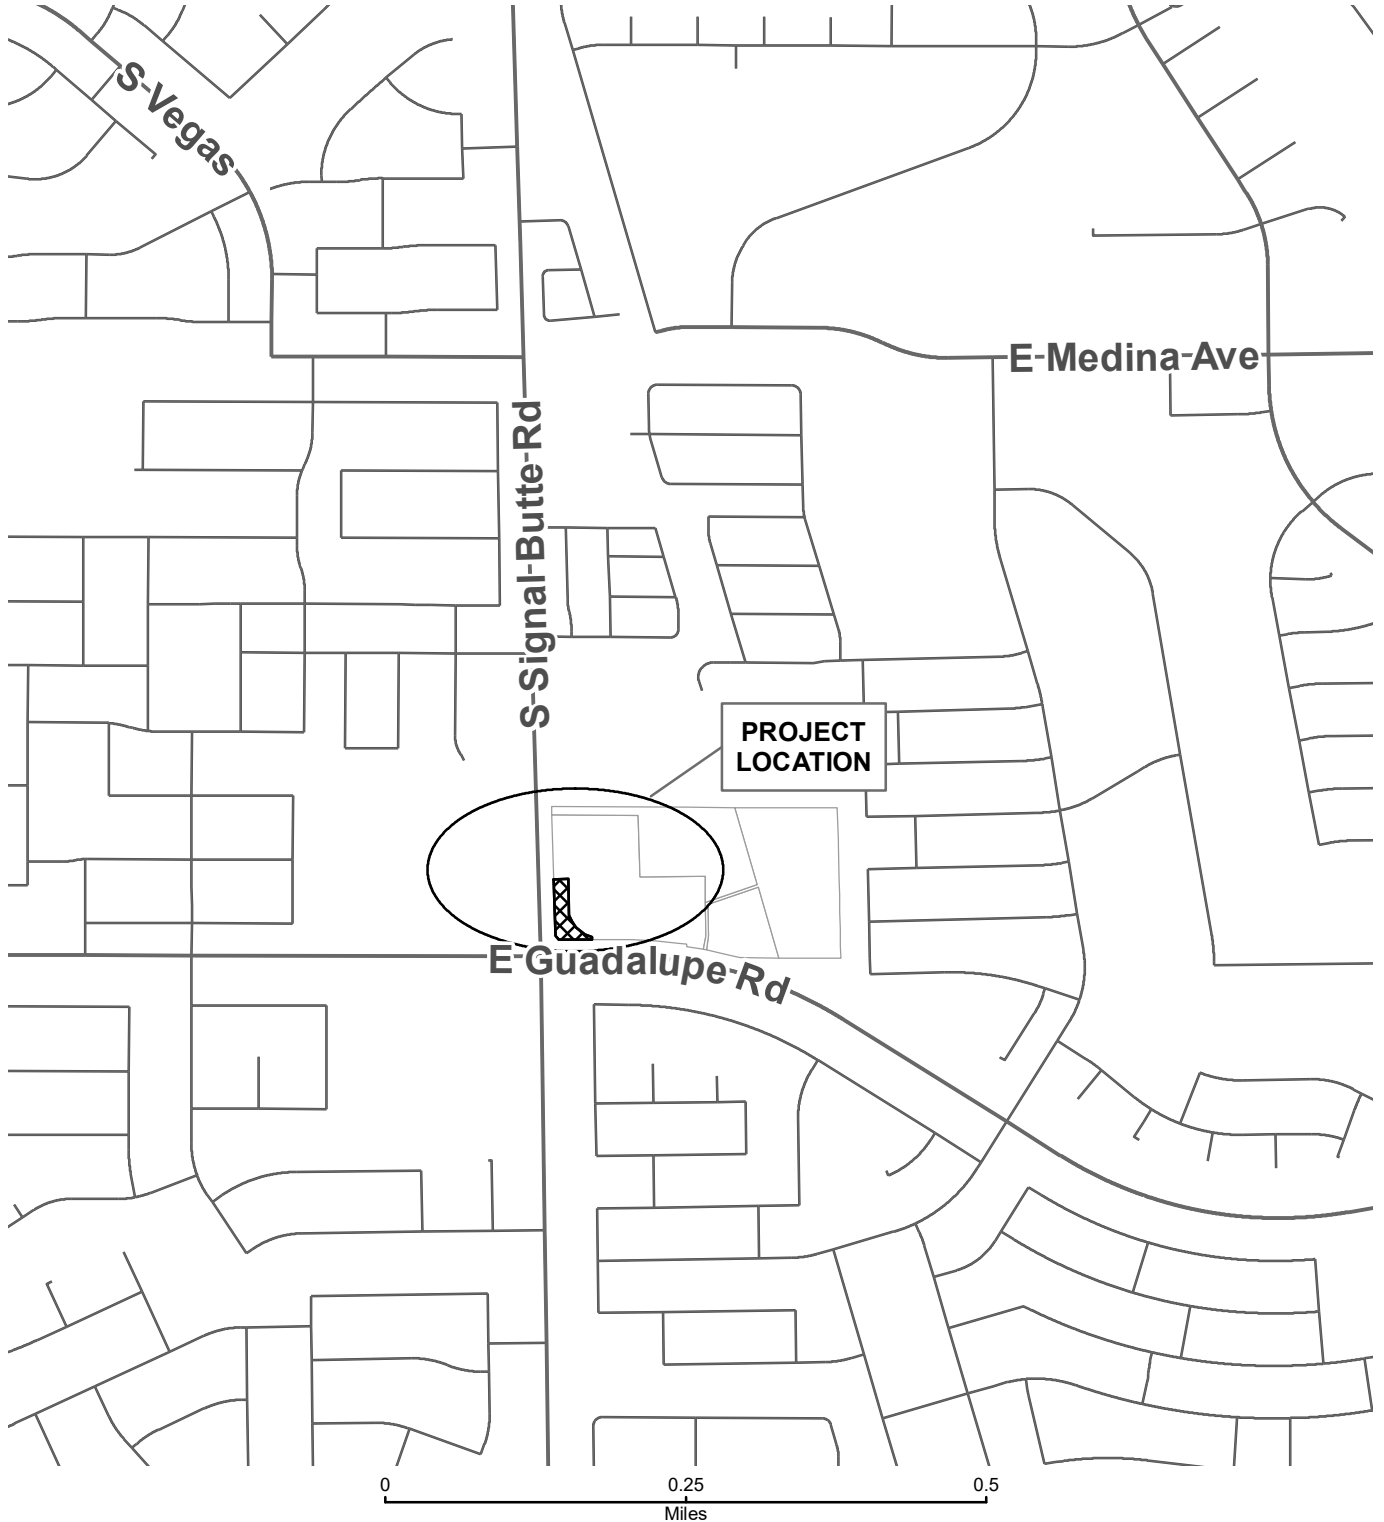 S Vegas
E Medina Ave
S Signal Butte Rd
PROJECT
LOCATION
E Guadalupe Rd
0 0.25 0.5
Miles